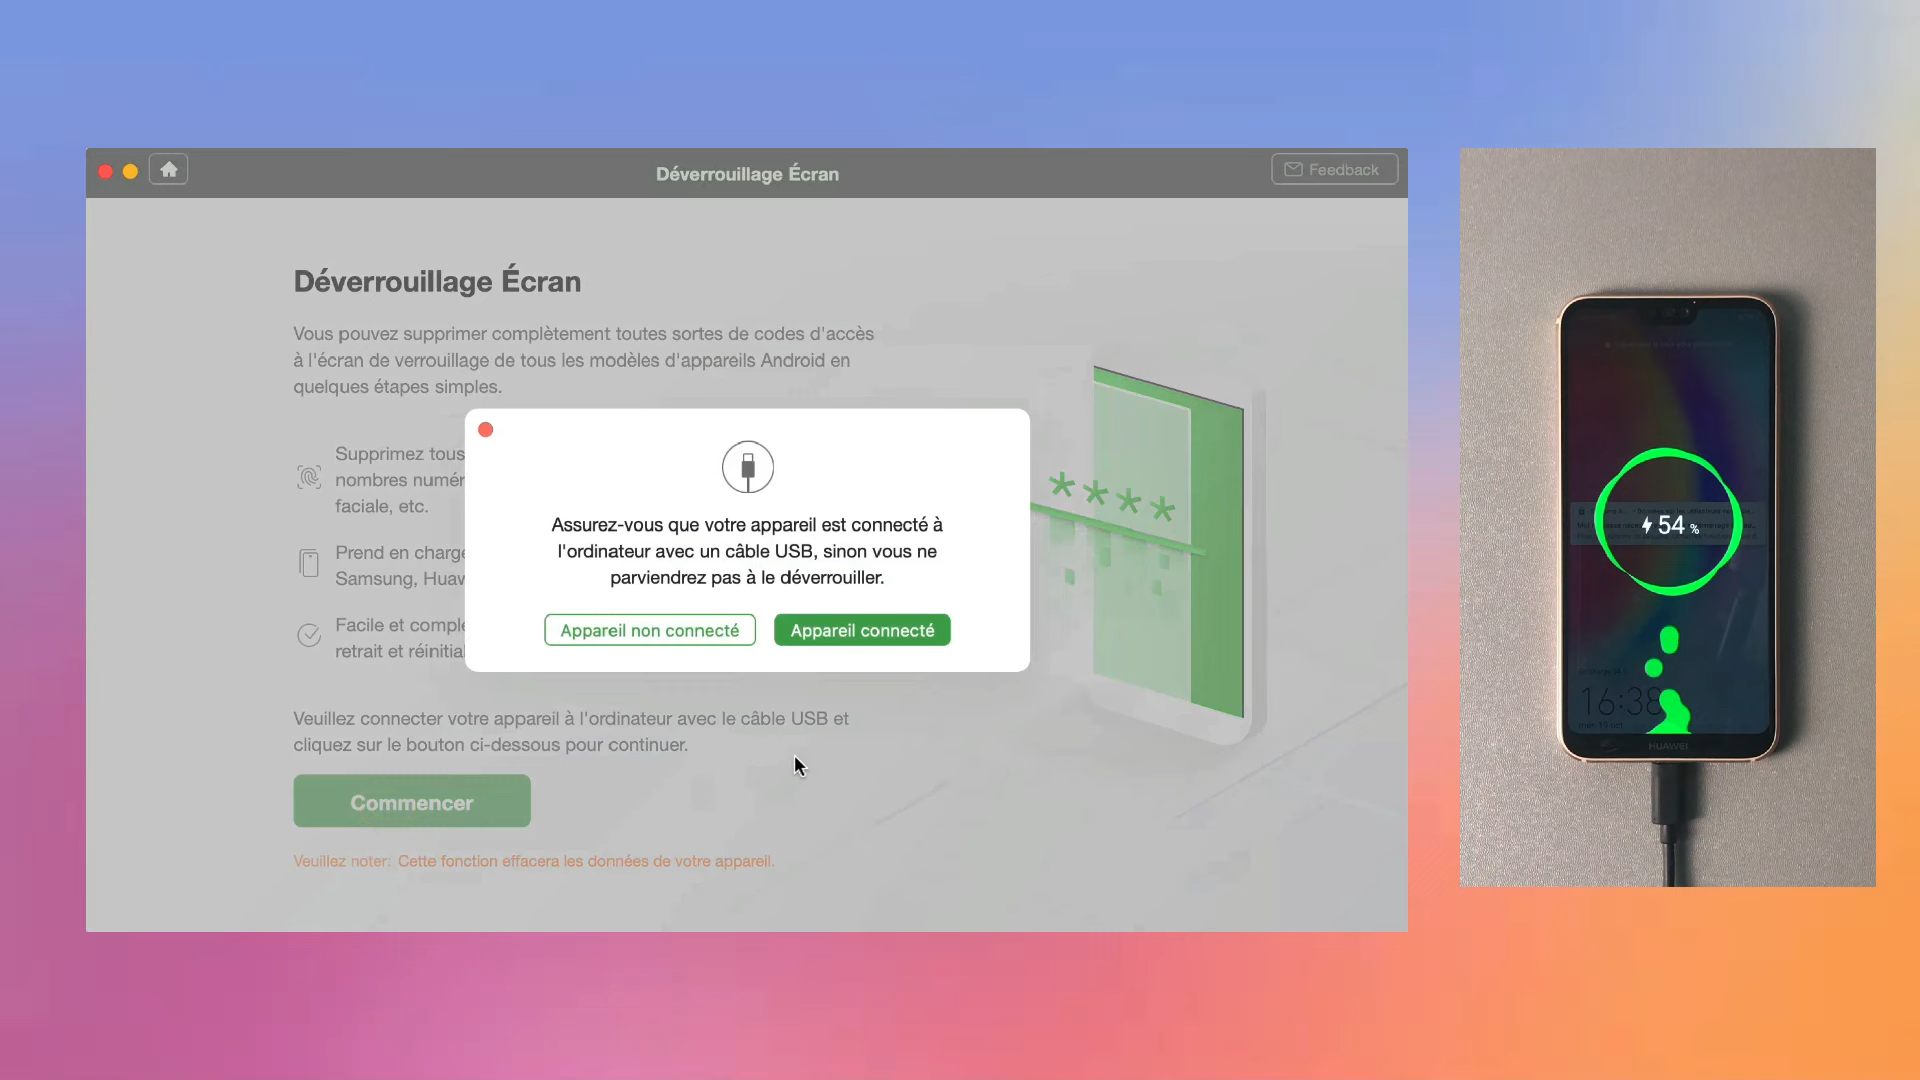 Déverrouillage Écran
Feedback
Déverrouillage Écran
Vous pouvez supprimer complètement toutes sortes de codes d'accès
à l'écran de verrouillage de tous les modèles d'appareils Android en
quelques étapes simples.
Supprimez tous
nombres numér
faciale, etc.
Prend en charge
Samsung, Huaw
Facile et comple
retrait et réinitial
Assurez-vous que votre appareil est connecté à
l'ordinateur avec un câble USB, sinon vous ne
parviendrez pas à le déverrouiller.
Appareil non connecté
Appareil connecté
****
Veuillez connecter votre appareil à l'ordinateur avec le câble USB et
cliquez sur le bouton ci-dessous pour continuer.
Commencer
Veuillez noter: Cette fonction effacera les données de votre appareil.
54 %
16:38
HUAWEI